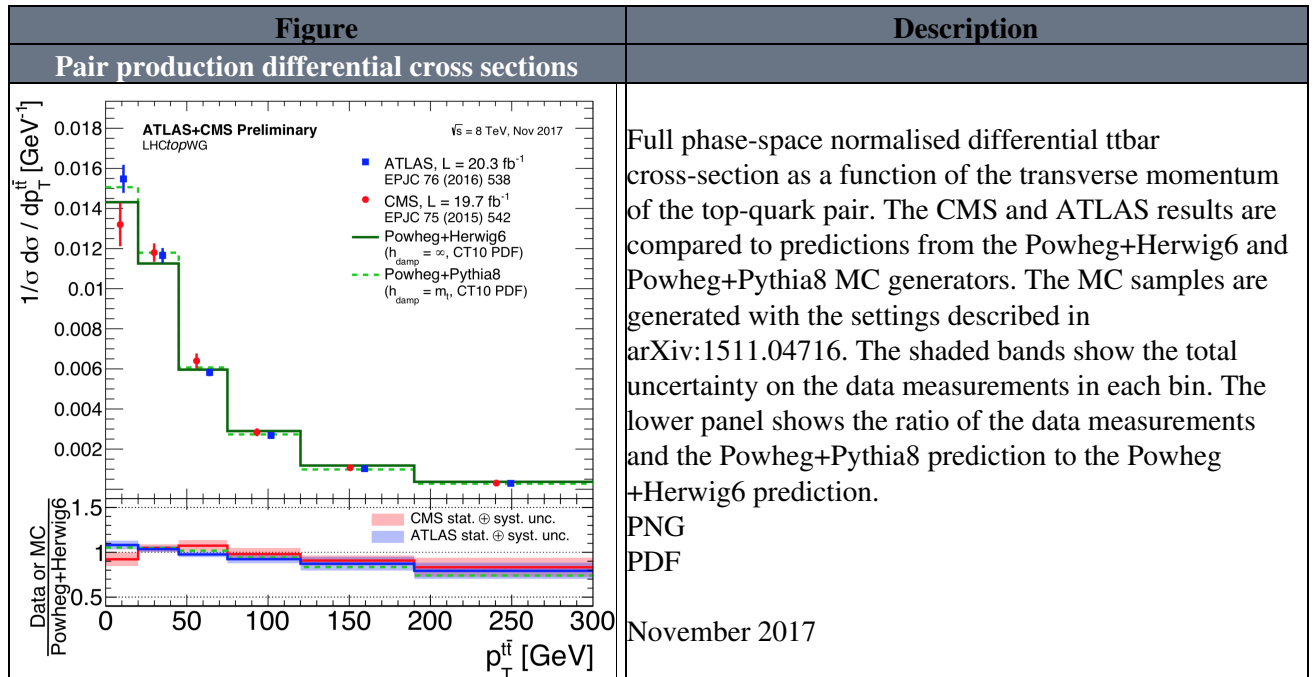 Figure
Description
Pair production differential cross sections
1/σ dσ / dp_T^{tt̄} [GeV⁻¹]
0.018
0.016
0.014
0.012
0.01
0.008
0.006
0.004
0.002
ATLAS+CMS Preliminary
LHCtopWG
√s = 8 TeV, Nov 2017
ATLAS, L = 20.3 fb⁻¹
EPJC 76 (2016) 538
CMS, L = 19.7 fb⁻¹
EPJC 75 (2015) 542
Powheg+Herwig6
(h_damp = ∞, CT10 PDF)
Powheg+Pythia8
(h_damp = m_t, CT10 PDF)
Data or MC
Powheg+Herwig6
1.5
1
0.5
CMS stat. ⊕ syst. unc.
ATLAS stat. ⊕ syst. unc.
0 50 100 150 200 250 300
p_T^{tt̄} [GeV]
Full phase-space normalised differential ttbar
cross-section as a function of the transverse momentum
of the top-quark pair. The CMS and ATLAS results are
compared to predictions from the Powheg+Herwig6 and
Powheg+Pythia8 MC generators. The MC samples are
generated with the settings described in
arXiv:1511.04716. The shaded bands show the total
uncertainty on the data measurements in each bin. The
lower panel shows the ratio of the data measurements
and the Powheg+Pythia8 prediction to the Powheg
+Herwig6 prediction.
PNG
PDF
November 2017